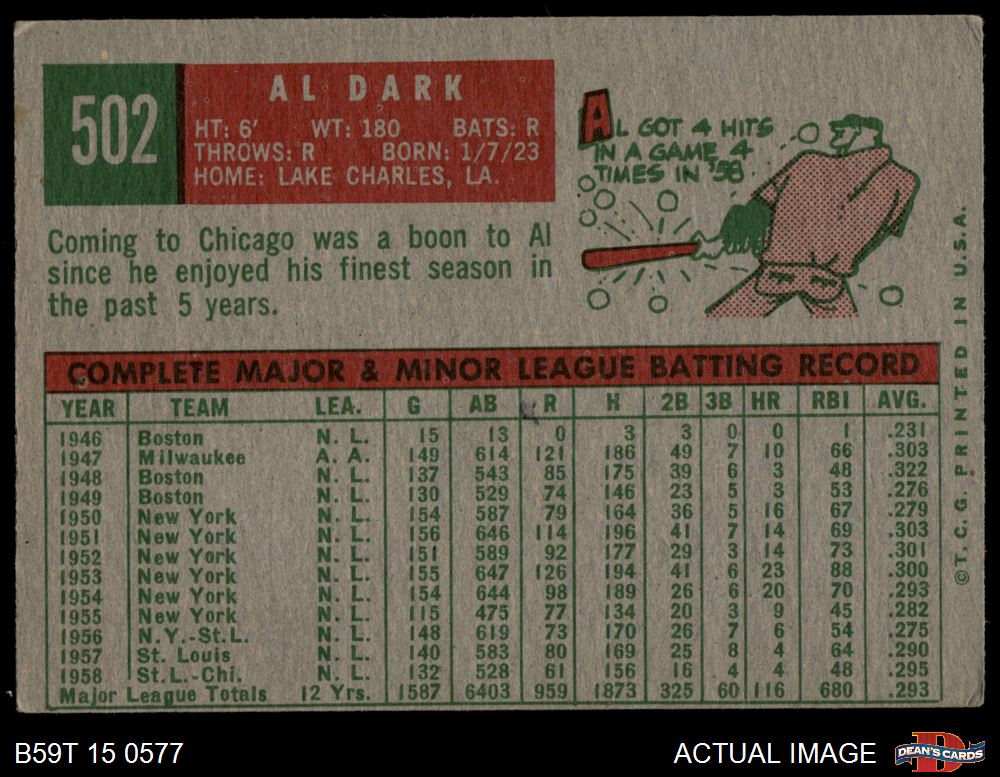 502
AL DARK
HT: 6' WT: 180 BATS: R
THROWS: R BORN: 1/7/23
HOME: LAKE CHARLES, LA.
AL GOT 4 HITS
IN A GAME 4
TIMES IN '58.
Coming to Chicago was a boon to Al
since he enjoyed his finest season in
the past 5 years.
COMPLETE MAJOR & MINOR LEAGUE BATTING RECORD
YEAR TEAM LEA. G AB R H 2B 3B HR RBI AVG.
1946 Boston N. L. 15 13 0 3 3 0 0 1 .231
1947 Milwaukee A. A. 149 614 121 186 49 7 10 66 .303
1948 Boston N. L. 137 543 85 175 39 6 3 48 .322
1949 Boston N. L. 130 529 74 146 23 5 3 53 .276
1950 New York N. L. 154 587 79 164 36 5 16 67 .279
1951 New York N. L. 156 646 114 196 41 7 14 69 .303
1952 New York N. L. 151 589 92 177 29 3 14 73 .301
1953 New York N. L. 155 647 126 194 41 6 23 88 .300
1954 New York N. L. 154 644 98 189 26 6 20 70 .293
1955 New York N. L. 115 475 77 134 20 3 9 45 .282
1956 N.Y.-St.L. N. L. 148 619 73 170 26 7 6 54 .275
1957 St. Louis N. L. 140 583 80 169 25 8 4 64 .290
1958 St.L.-Chi. N. L. 132 528 61 156 16 4 4 48 .295
Major League Totals 12 Yrs. 1587 6403 959 1873 325 60 116 680 .293
©T.C.G. PRINTED IN U.S.A.
B59T 15 0577
ACTUAL IMAGE
D
DEAN'S CARDS